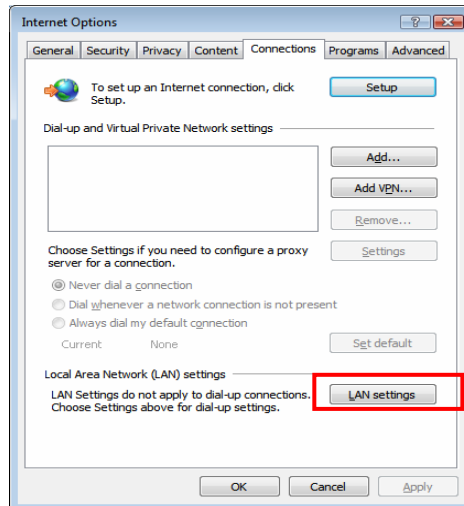 Internet Options
General Security Privacy Content Connections Programs Advanced
To set up an Internet connection, click
Setup.
Setup
Dial-up and Virtual Private Network settings
Add...
Add VPN...
Remove...
Choose Settings if you need to configure a proxy
server for a connection.
Settings
Never dial a connection
Dial whenever a network connection is not present
Always dial my default connection
Current None
Set default
Local Area Network (LAN) settings
LAN Settings do not apply to dial-up connections.
Choose Settings above for dial-up settings.
LAN settings
OK Cancel Apply